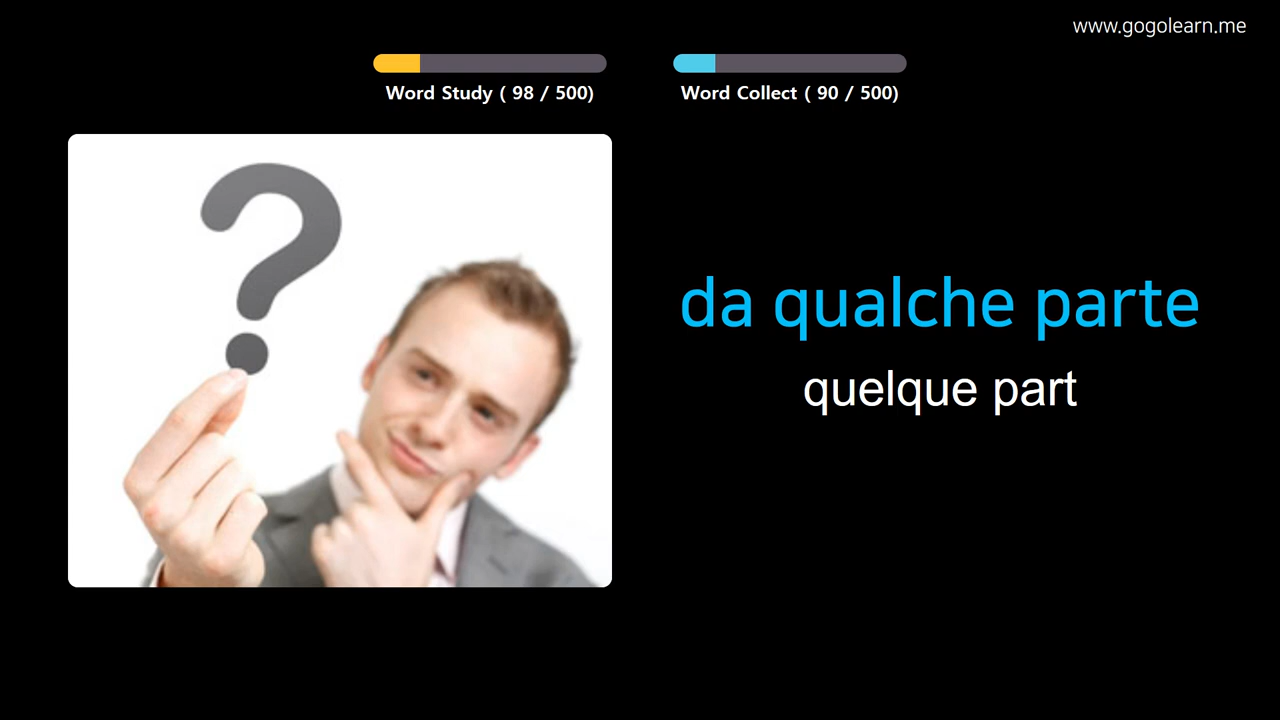 www.gogolearn.me
Word Study ( 98 / 500)
Word Collect ( 90 / 500)
?
da qualche parte
quelque part